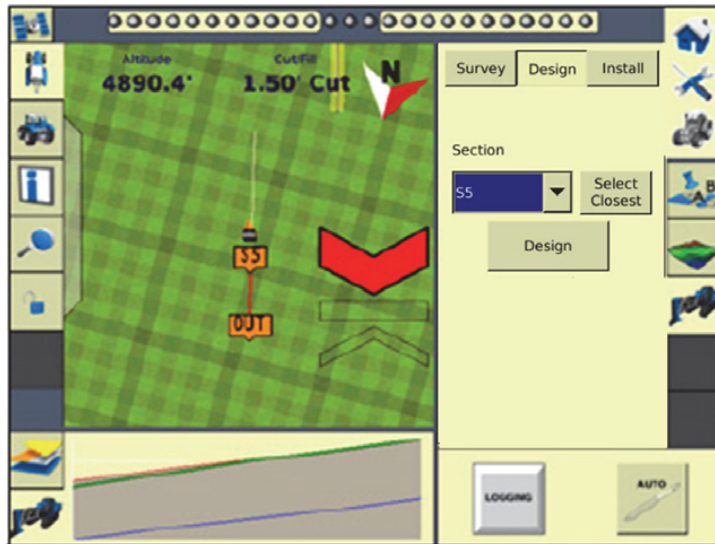 Altitude
4890.4'
Cut/Fill
1.50' Cut
N
S5
OUT
Survey
Design
Install
Section
S5
Select
Closest
Design
A
B
LOGGING
AUTO